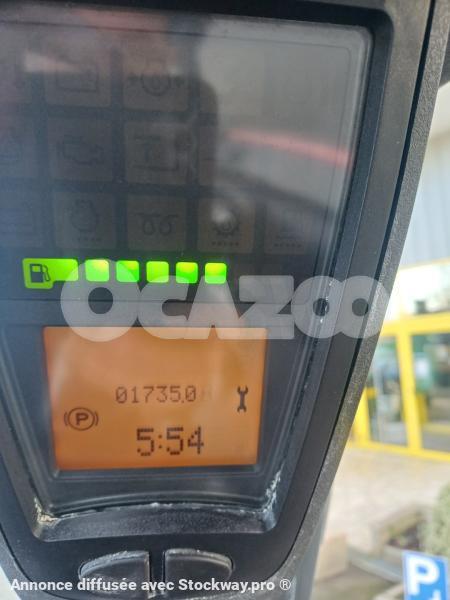 OCAZOO
01735.0 H
P
5:54
P
Annonce diffusée avec Stockway.pro ®